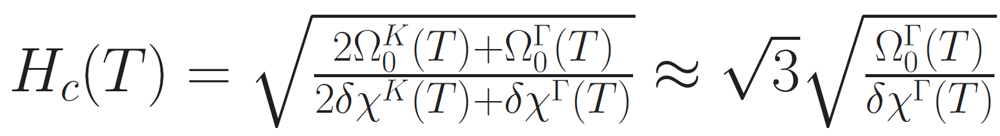 $H_c(T) = \sqrt{\frac{2\Omega_0^K(T)+\Omega_0^\Gamma(T)}{2\delta\chi^K(T)+\delta\chi^\Gamma(T)}} \approx \sqrt{3}\sqrt{\frac{\Omega_0^\Gamma(T)}{\delta\chi^\Gamma(T)}}$